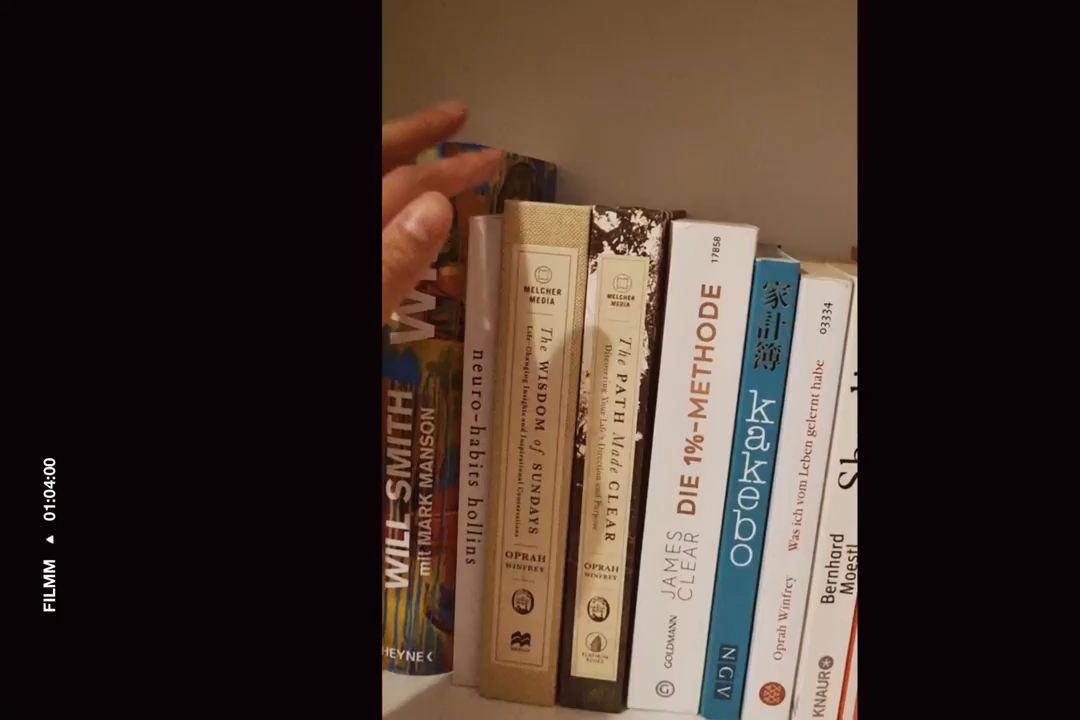 FILMM ▲ 01:04:00
WILL SMITH
mit MARK MANSON
HEYNE
neuro-habits hollins
MELCHER
MEDIA
The WISDOM of SUNDAYS
Life-Changing Insights and Inspirational Conversations
OPRAH
WINFREY
MELCHER
MEDIA
The PATH Made CLEAR
Discovering Your Life's Direction and Purpose
OPRAH
WINFREY
FLATIRON
BOOKS
17858
DIE 1%-METHODE
JAMES
CLEAR
GOLDMANN
家計簿
kakebo
NGV
03334
Was ich vom Leben gelernt habe
Oprah Winfrey
Bernhard
Moestl
KNAUR